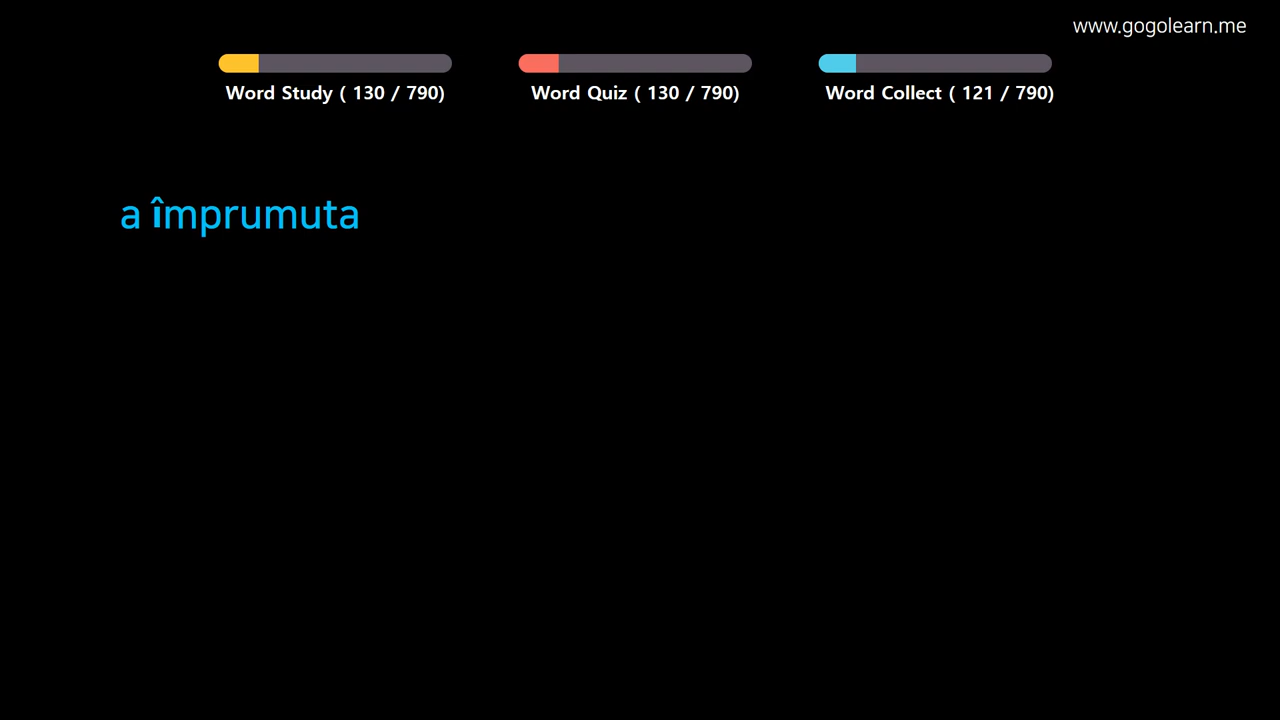 www.gogolearn.me
Word Study ( 130 / 790)
Word Quiz ( 130 / 790)
Word Collect ( 121 / 790)
a împrumuta